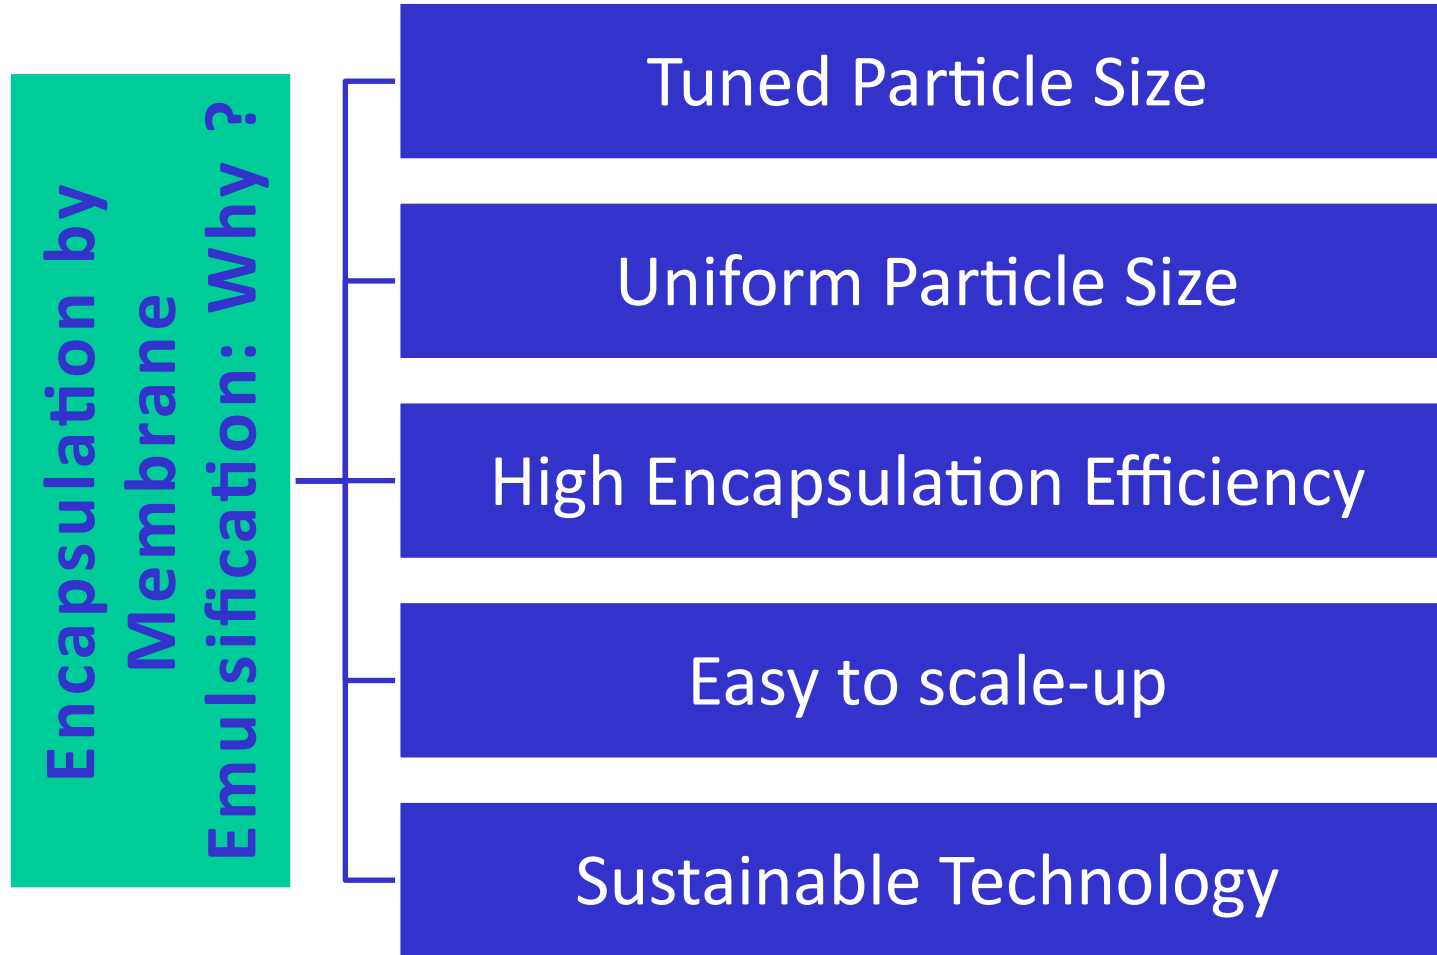 Encapsulation by
Membrane
Emulsification: Why ?
Tuned Particle Size
Uniform Particle Size
High Encapsulation Efficiency
Easy to scale-up
Sustainable Technology